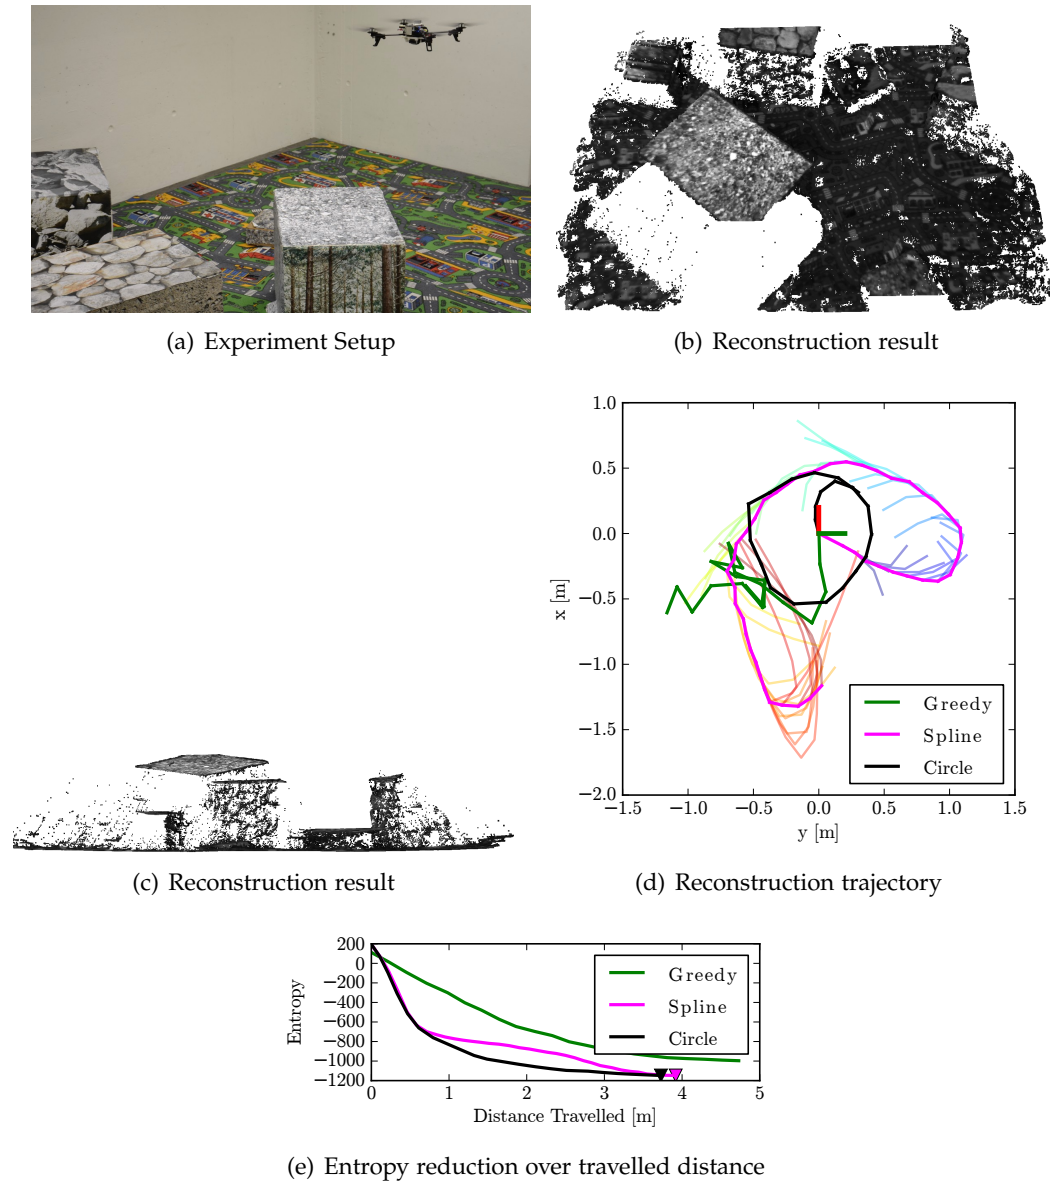 (a) Experiment Setup
(b) Reconstruction result
(c) Reconstruction result
1.0
0.5
0.0
−0.5
−1.0
−1.5
−2.0
x [m]
−1.5 −1.0 −0.5 0.0 0.5 1.0 1.5
y [m]
Greedy
Spline
Circle
(d) Reconstruction trajectory
200
0
−200
−400
−600
−800
−1000
−1200
Entropy
0 1 2 3 4 5
Distance Travelled [m]
Greedy
Spline
Circle
(e) Entropy reduction over travelled distance